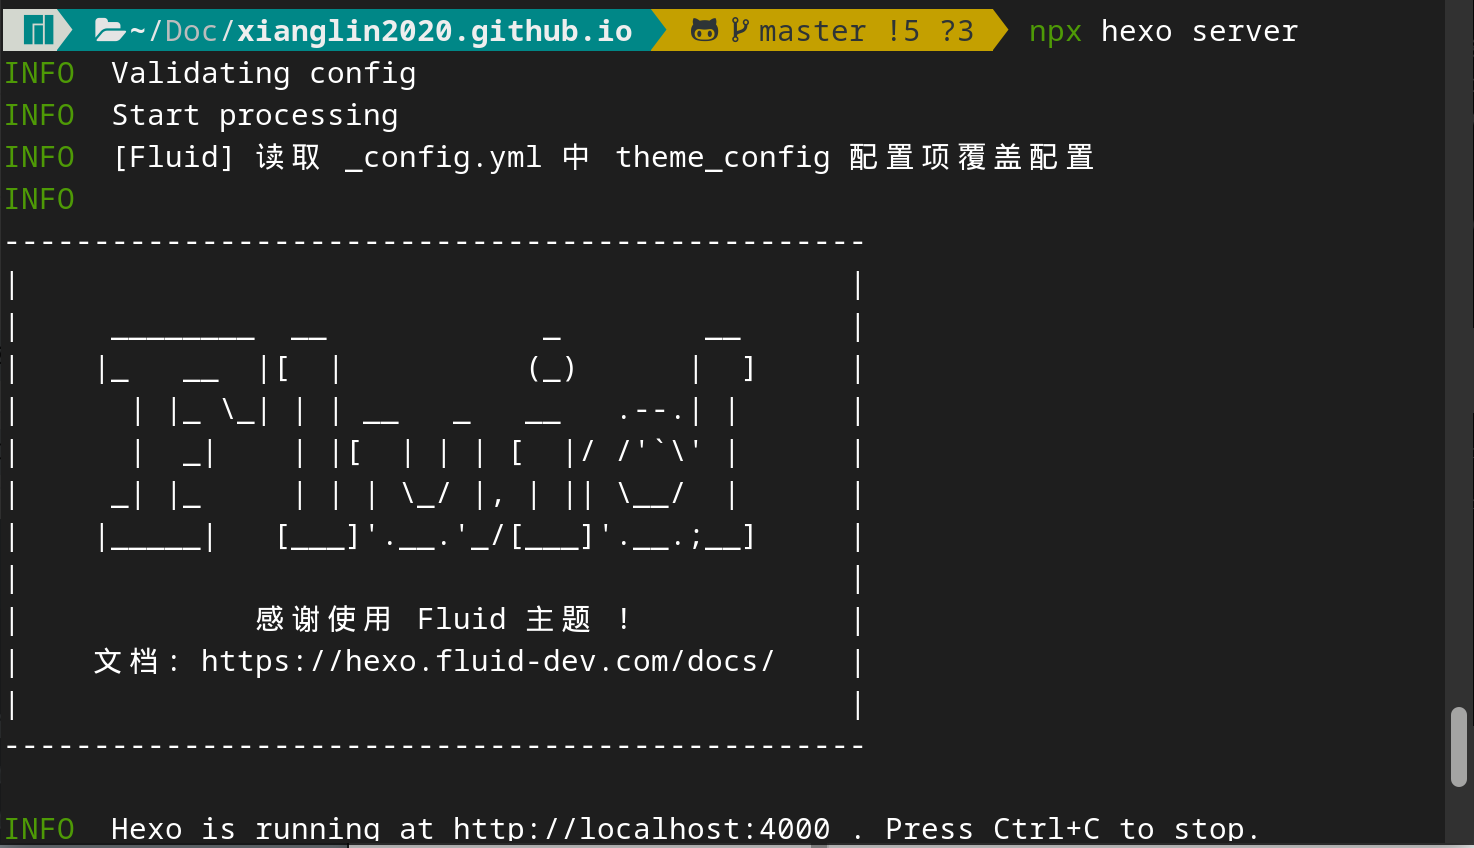 ~/Doc/xianglin2020.github.io master !5 ?3 npx hexo server
INFO  Validating config
INFO  Start processing
INFO  [Fluid] 读取 _config.yml 中 theme_config 配置项覆盖配置
INFO
------------------------------------------------
|                                              |
|     ________  __            _        __      |
|    |_   __  |[  |          (_)      |  ]     |
|      | |_ \_| | | __   _   __   .--.| |      |
|      |  _|    | |[  | | | [  |/ /'`\' |      |
|     _| |_     | | | \_/ |, | || \__/  |      |
|    |_____|   [___]'.__.'_/[___]'.__.;__]     |
|                                              |
|            感谢使用 Fluid 主题 !             |
|    文档: https://hexo.fluid-dev.com/docs/    |
|                                              |
------------------------------------------------
INFO  Hexo is running at http://localhost:4000 . Press Ctrl+C to stop.